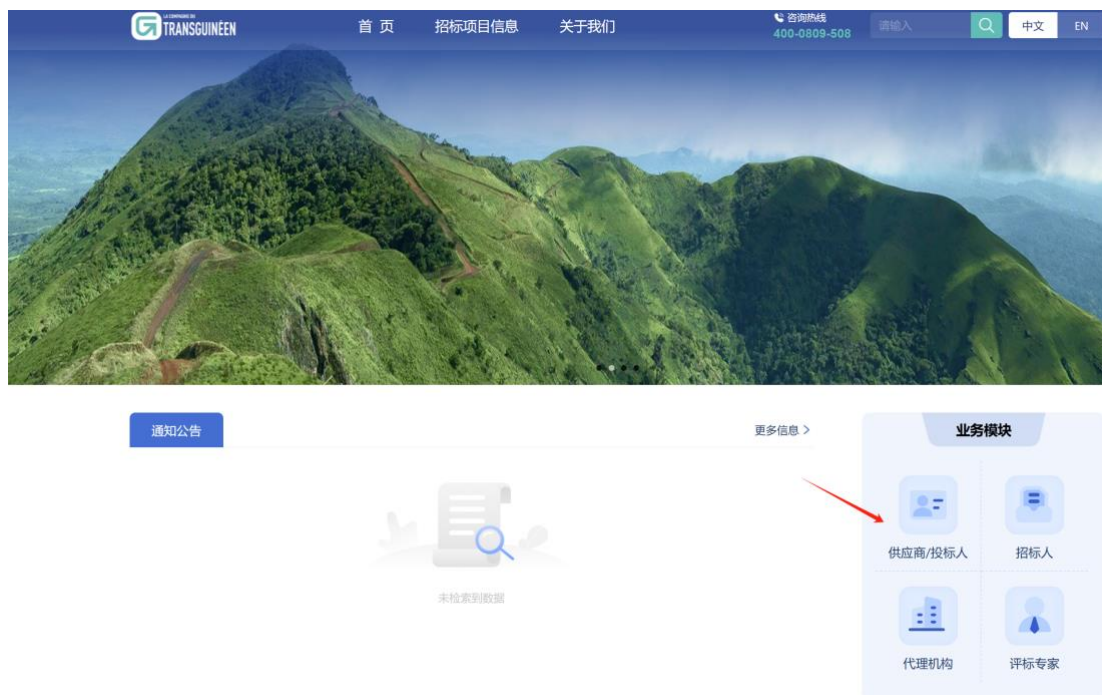 LA COMPAGNIE DU
TRANSGUINÉEN
首 页
招标项目信息
关于我们
咨询热线
400-0809-508
请输入
中文
EN
通知公告
更多信息 >
未检索到数据
业务模块
供应商/投标人
招标人
代理机构
评标专家